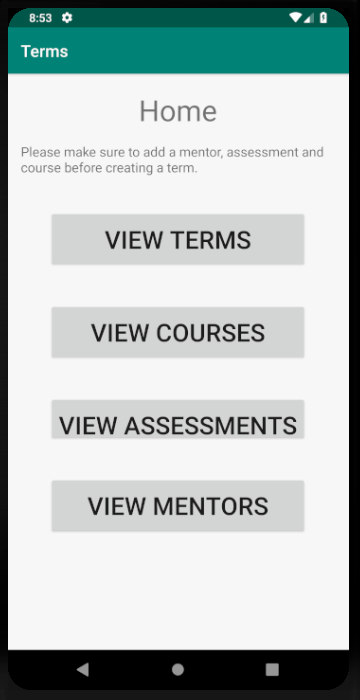 8:53
Terms
Home
Please make sure to add a mentor, assessment and
course before creating a term.
VIEW TERMS
VIEW COURSES
VIEW ASSESSMENTS
VIEW MENTORS